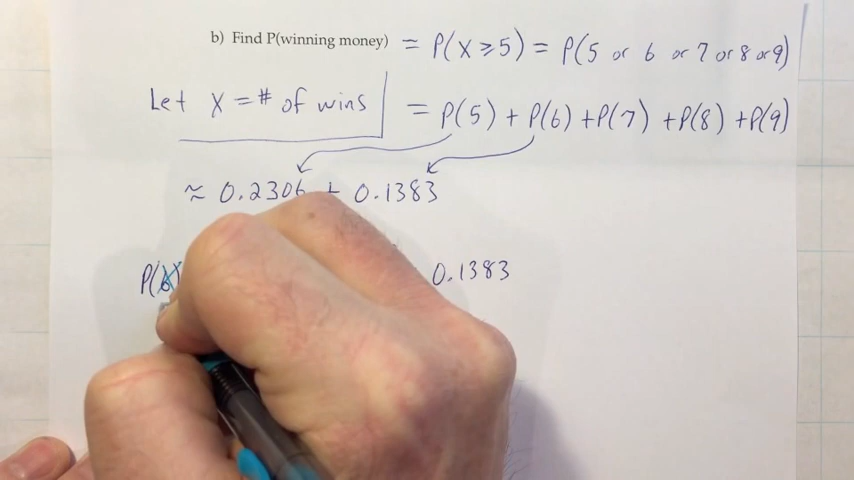 b) Find P(winning money) = P(X ≥ 5) = P(5 or 6 or 7 or 8 or 9)
Let X = # of wins = P(5) + P(6) + P(7) + P(8) + P(9)
≈ 0.2306 + 0.1383
P( 0.1383